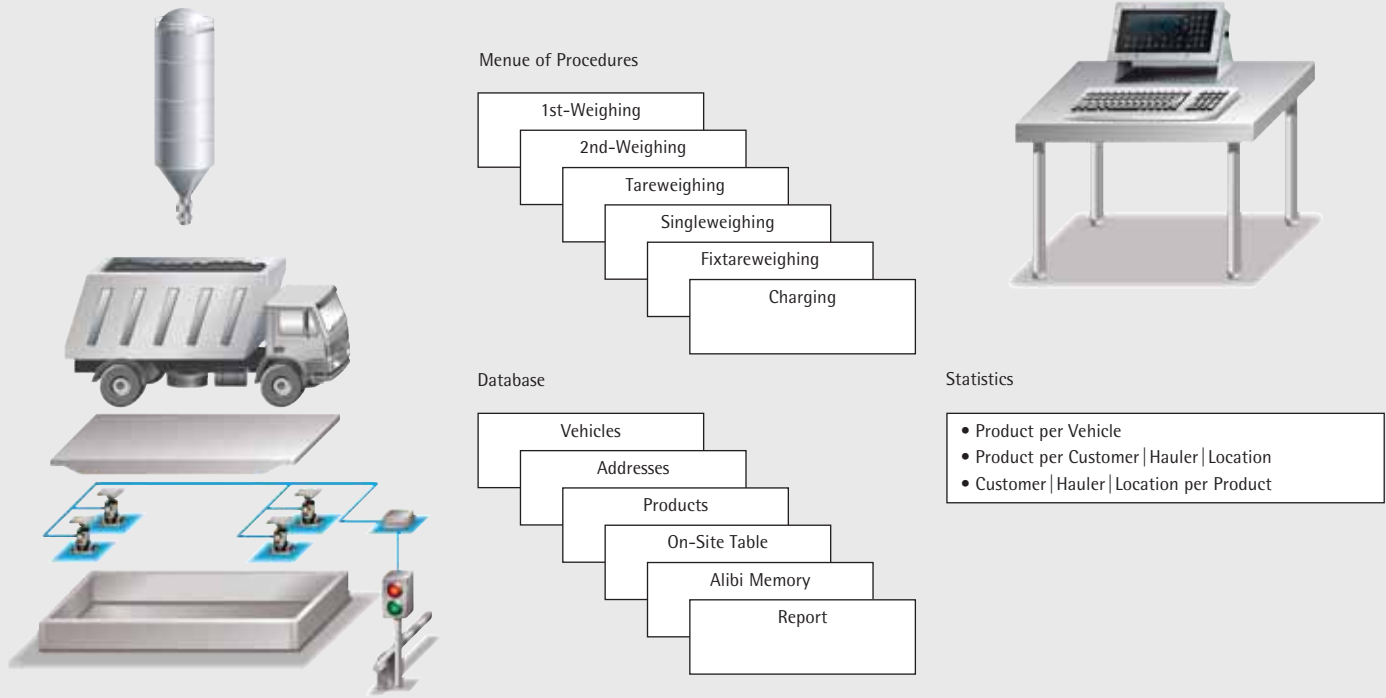 Menue of Procedures
1st-Weighing
2nd-Weighing
Tareweighing
Singleweighing
Fixtareweighing
Charging
Database
Vehicles
Addresses
Products
On-Site Table
Alibi Memory
Report
Statistics
• Product per Vehicle
• Product per Customer|Hauler|Location
• Customer|Hauler|Location per Product